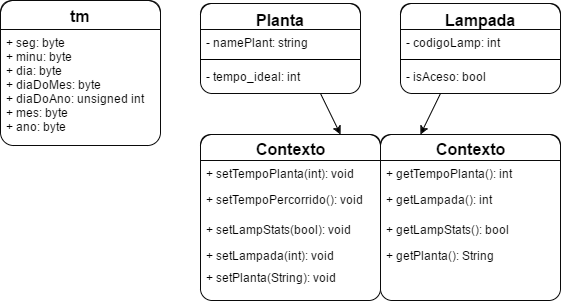 tm
+ seg: byte
+ minu: byte
+ dia: byte
+ diaDoMes: byte
+ diaDoAno: unsigned int
+ mes: byte
+ ano: byte
Planta
- namePlant: string
- tempo_ideal: int
Lampada
- codigoLamp: int
- isAceso: bool
Contexto
+ setTempoPlanta(int): void
+ setTempoPercorrido(): void
+ setLampStats(bool): void
+ setLampada(int): void
+ setPlanta(String): void
Contexto
+ getTempoPlanta(): int
+ getLampada(): int
+ getLampStats(): bool
+ getPlanta(): String